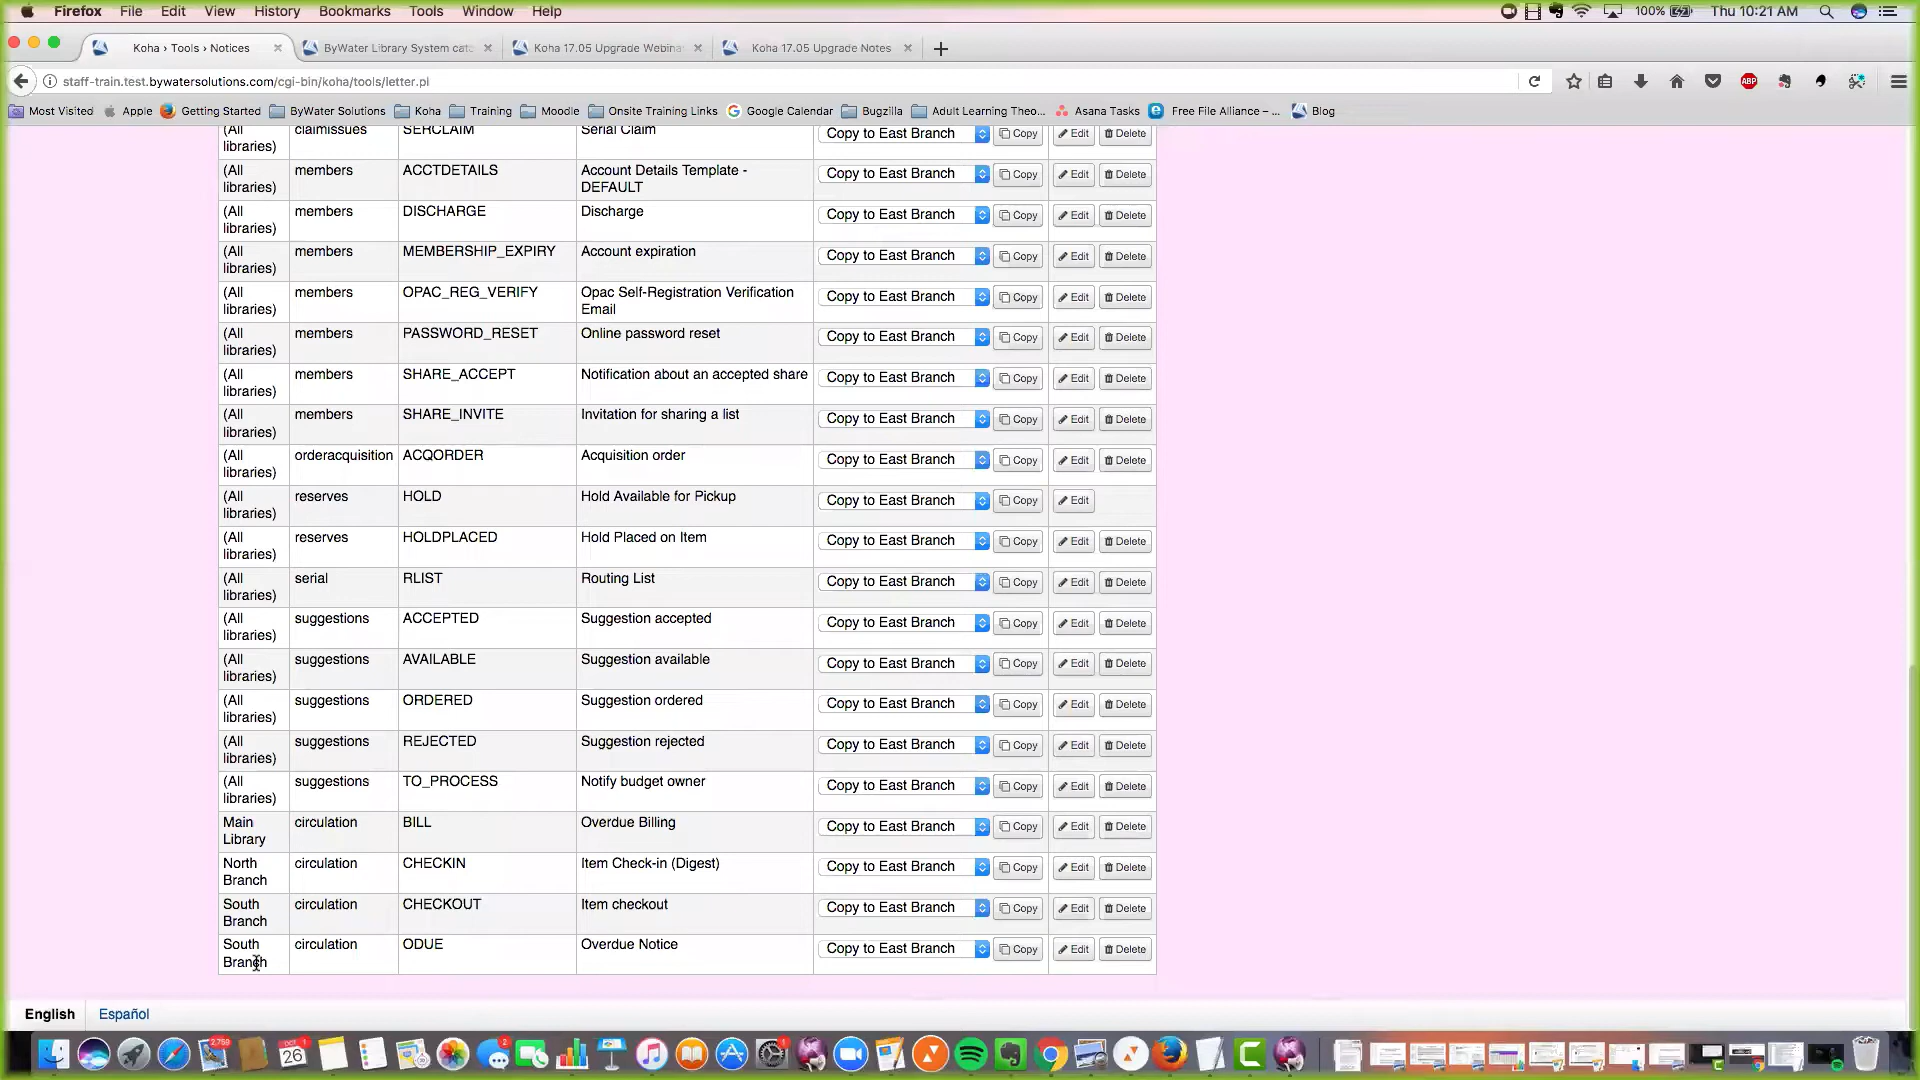 Firefox File Edit View History Bookmarks Tools Window Help 100% Thu 10:21 AM
Koha › Tools › Notices
ByWater Library System cat
Koha 17.05 Upgrade Webina
Koha 17.05 Upgrade Notes
staff-train.test.bywatersolutions.com/cgi-bin/koha/tools/letter.pl
ABP
Most Visited Apple Getting Started ByWater Solutions Koha Training Moodle Onsite Training Links Google Calendar Bugzilla Adult Learning Theo... Asana Tasks Free File Alliance – ... Blog
(All libraries) claimissues SERCLAIM Serial Claim Copy to East Branch Copy Edit Delete
(All libraries) members ACCTDETAILS Account Details Template - DEFAULT Copy to East Branch Copy Edit Delete
(All libraries) members DISCHARGE Discharge Copy to East Branch Copy Edit Delete
(All libraries) members MEMBERSHIP_EXPIRY Account expiration Copy to East Branch Copy Edit Delete
(All libraries) members OPAC_REG_VERIFY Opac Self-Registration Verification Email Copy to East Branch Copy Edit Delete
(All libraries) members PASSWORD_RESET Online password reset Copy to East Branch Copy Edit Delete
(All libraries) members SHARE_ACCEPT Notification about an accepted share Copy to East Branch Copy Edit Delete
(All libraries) members SHARE_INVITE Invitation for sharing a list Copy to East Branch Copy Edit Delete
(All libraries) orderacquisition ACQORDER Acquisition order Copy to East Branch Copy Edit Delete
(All libraries) reserves HOLD Hold Available for Pickup Copy to East Branch Copy Edit
(All libraries) reserves HOLDPLACED Hold Placed on Item Copy to East Branch Copy Edit Delete
(All libraries) serial RLIST Routing List Copy to East Branch Copy Edit Delete
(All libraries) suggestions ACCEPTED Suggestion accepted Copy to East Branch Copy Edit Delete
(All libraries) suggestions AVAILABLE Suggestion available Copy to East Branch Copy Edit Delete
(All libraries) suggestions ORDERED Suggestion ordered Copy to East Branch Copy Edit Delete
(All libraries) suggestions REJECTED Suggestion rejected Copy to East Branch Copy Edit Delete
(All libraries) suggestions TO_PROCESS Notify budget owner Copy to East Branch Copy Edit Delete
Main Library circulation BILL Overdue Billing Copy to East Branch Copy Edit Delete
North Branch circulation CHECKIN Item Check-in (Digest) Copy to East Branch Copy Edit Delete
South Branch circulation CHECKOUT Item checkout Copy to East Branch Copy Edit Delete
South Branch circulation ODUE Overdue Notice Copy to East Branch Copy Edit Delete
English Español
2,759
OCT 26
2
1